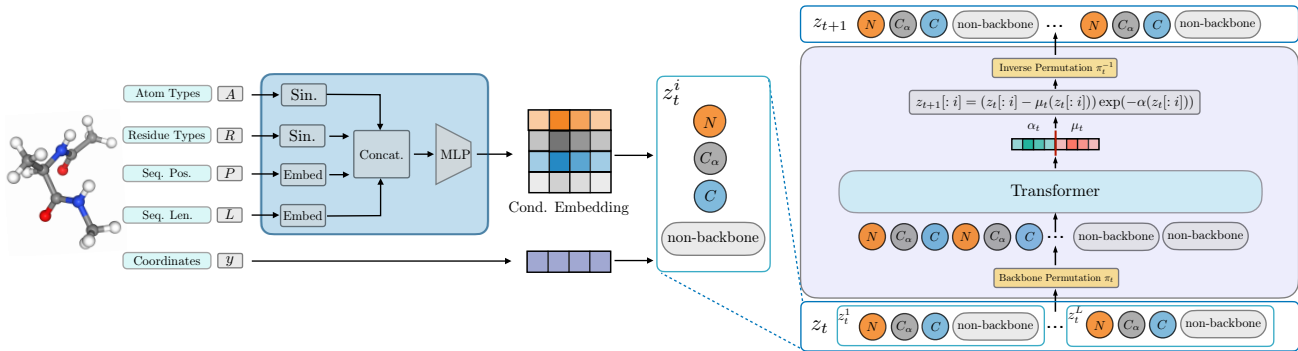 Atom Types A Sin.
Residue Types R Sin.
Seq. Pos. P Embed
Seq. Len. L Embed
Coordinates y
Concat.
MLP
Cond. Embedding
z_t^i
N
C_α
C
non-backbone
z_{t+1} N C_α C non-backbone ... N C_α C non-backbone
Inverse Permutation π_t^{-1}
z_{t+1}[: i] = (z_t[: i] − μ_t(z_t[: i])) exp(−α(z_t[: i]))
α_t μ_t
Transformer
N C_α C N C_α C ... non-backbone non-backbone
Backbone Permutation π_t
z_t z_t^1 N C_α C non-backbone ... z_t^L N C_α C non-backbone